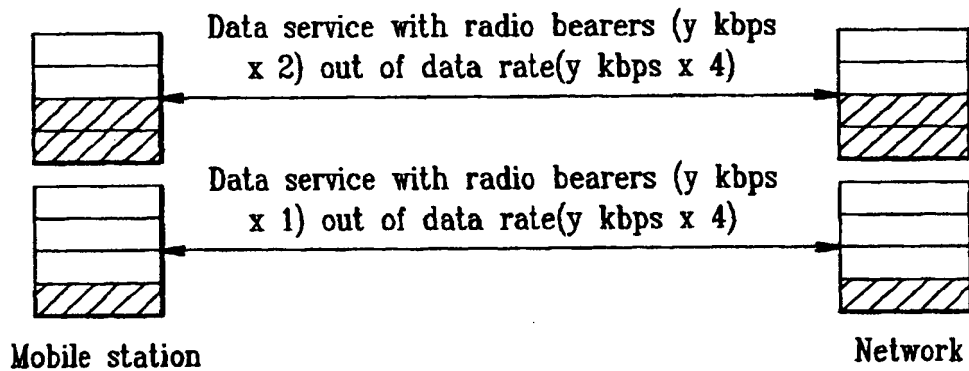 Data service with radio bearers (y kbps
x 2) out of data rate(y kbps x 4)
Data service with radio bearers (y kbps
x 1) out of data rate(y kbps x 4)
Mobile station
Network